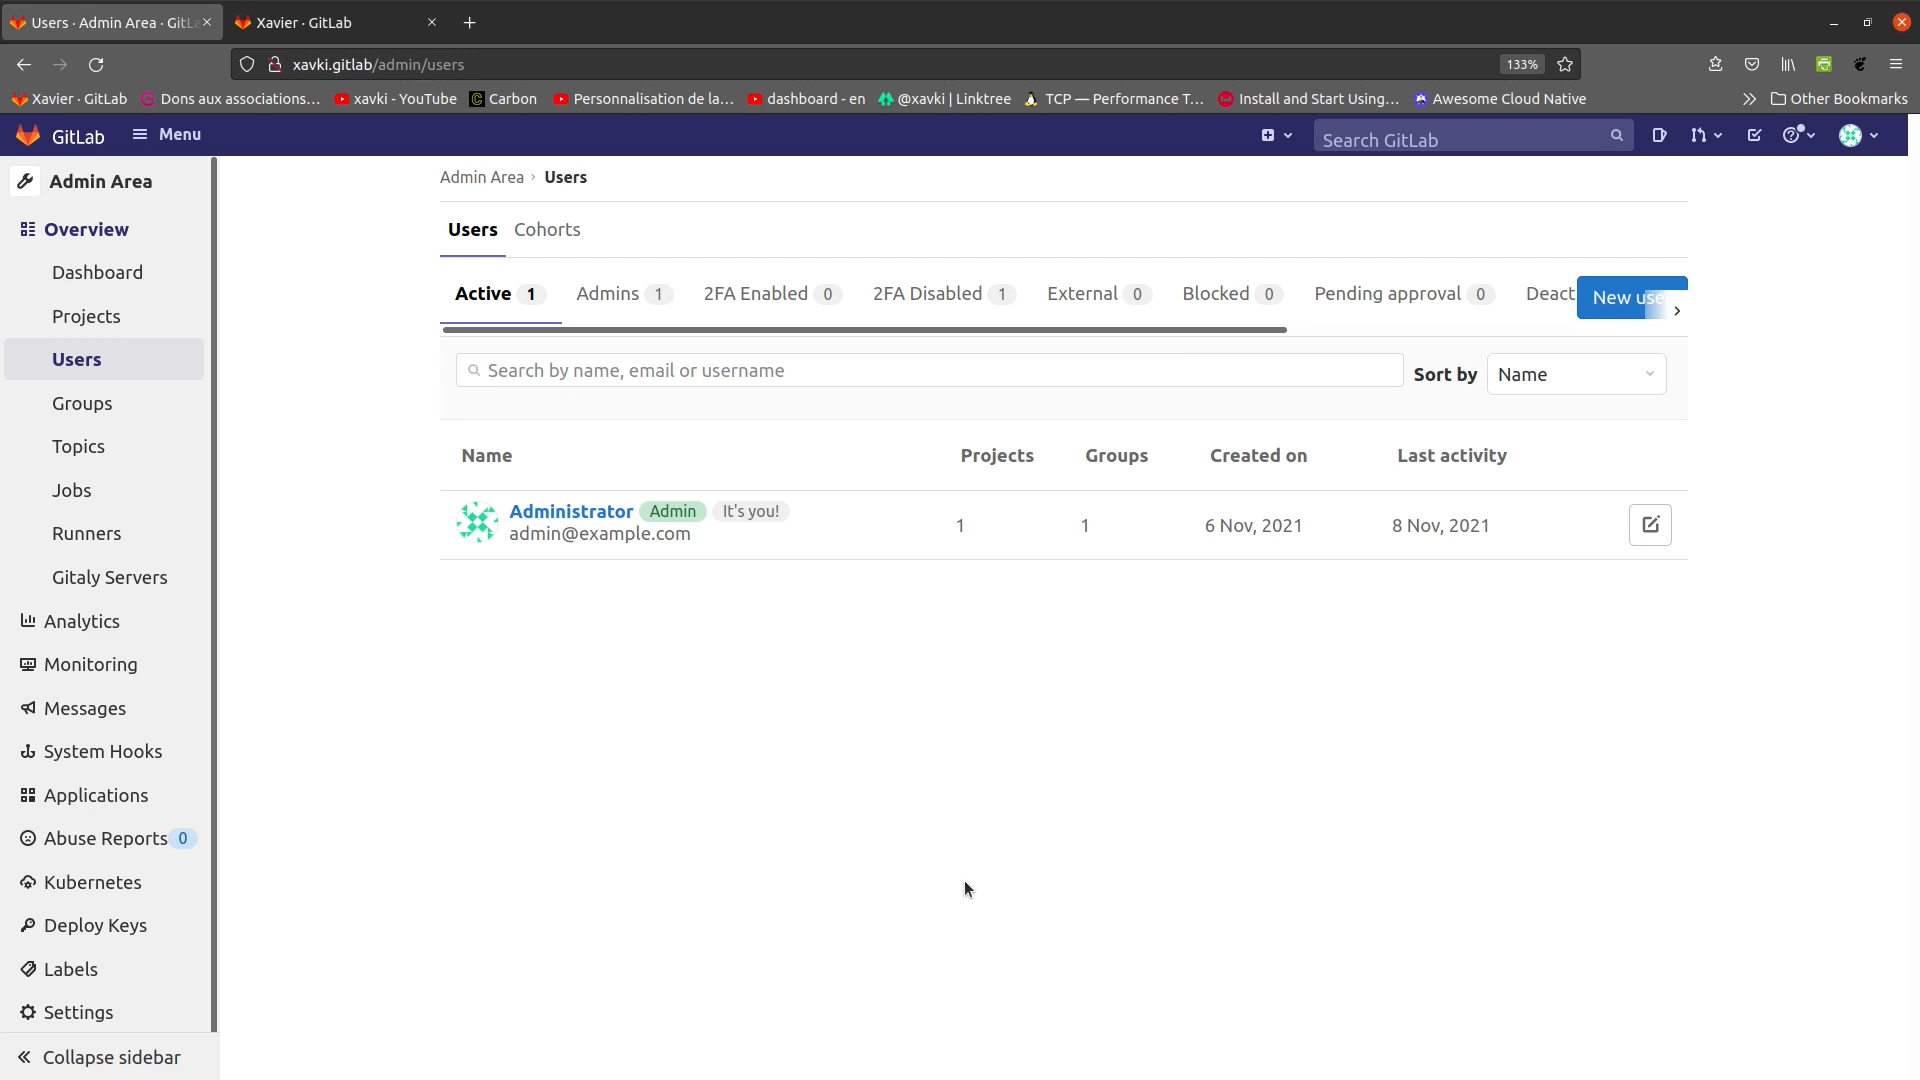 Users · Admin Area · GitL
Xavier · GitLab
xavki.gitlab/admin/users
133%
Xavier · GitLab
Dons aux associations...
xavki - YouTube
Carbon
Personnalisation de la...
dashboard - en
@xavki | Linktree
TCP — Performance T...
Install and Start Using...
Awesome Cloud Native
Other Bookmarks
GitLab
Menu
Search GitLab
Admin Area
Overview
Dashboard
Projects
Users
Groups
Topics
Jobs
Runners
Gitaly Servers
Analytics
Monitoring
Messages
System Hooks
Applications
Abuse Reports 0
Kubernetes
Deploy Keys
Labels
Settings
Collapse sidebar
Admin Area › Users
Users Cohorts
Active 1 Admins 1 2FA Enabled 0 2FA Disabled 1 External 0 Blocked 0 Pending approval 0 Deact New use
Search by name, email or username
Sort by Name
Name Projects Groups Created on Last activity
Administrator Admin It's you!
admin@example.com
1 1 6 Nov, 2021 8 Nov, 2021